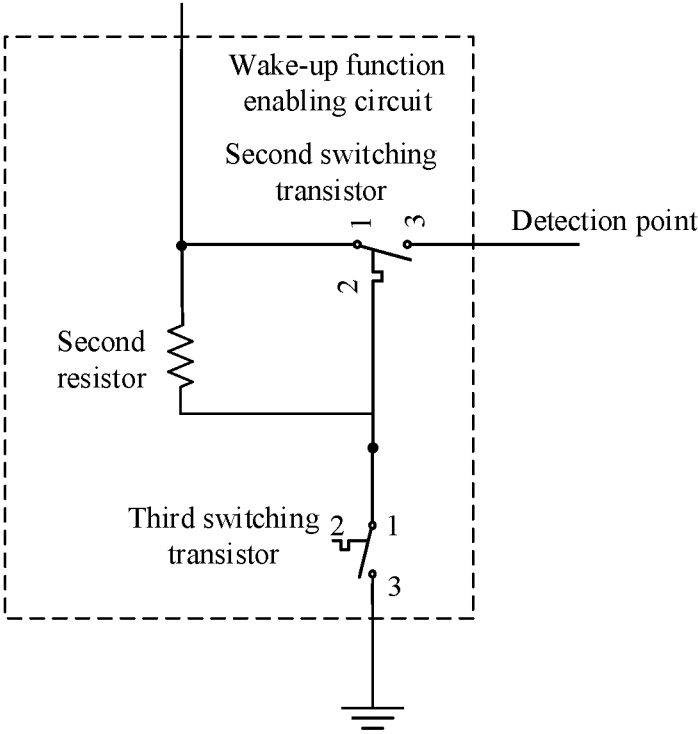 Wake-up function
enabling circuit
Second switching
transistor
1
3
Detection point
2
Second
resistor
Third switching
transistor
2
1
3